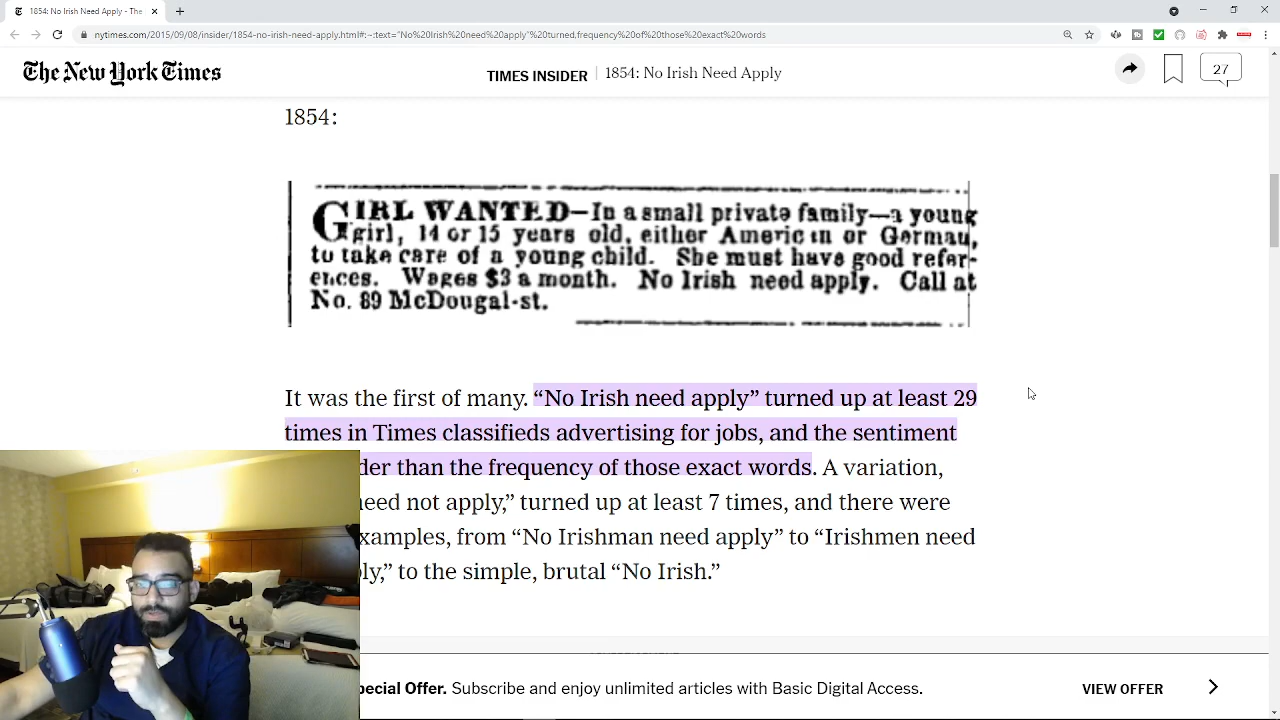 1854: No Irish Need Apply - The
nytimes.com/2015/09/08/insider/1854-no-irish-need-apply.html#:~:text="No%20Irish%20need%20apply"%20turned,frequency%20of%20those%20exact%20words
The New York Times
TIMES INSIDER | 1854: No Irish Need Apply
27
1854:
GIRL WANTED—In a small private family—a young
girl, 14 or 15 years old, either American or German,
to take care of a young child. She must have good refer-
ences. Wages $3 a month. No Irish need apply. Call at
No. 89 McDougal-st.
It was the first of many. “No Irish need apply” turned up at least 29
times in Times classifieds advertising for jobs, and the sentiment
der than the frequency of those exact words. A variation,
eed not apply,” turned up at least 7 times, and there were
xamples, from “No Irishman need apply” to “Irishmen need
ly,” to the simple, brutal “No Irish.”
pecial Offer. Subscribe and enjoy unlimited articles with Basic Digital Access.
VIEW OFFER